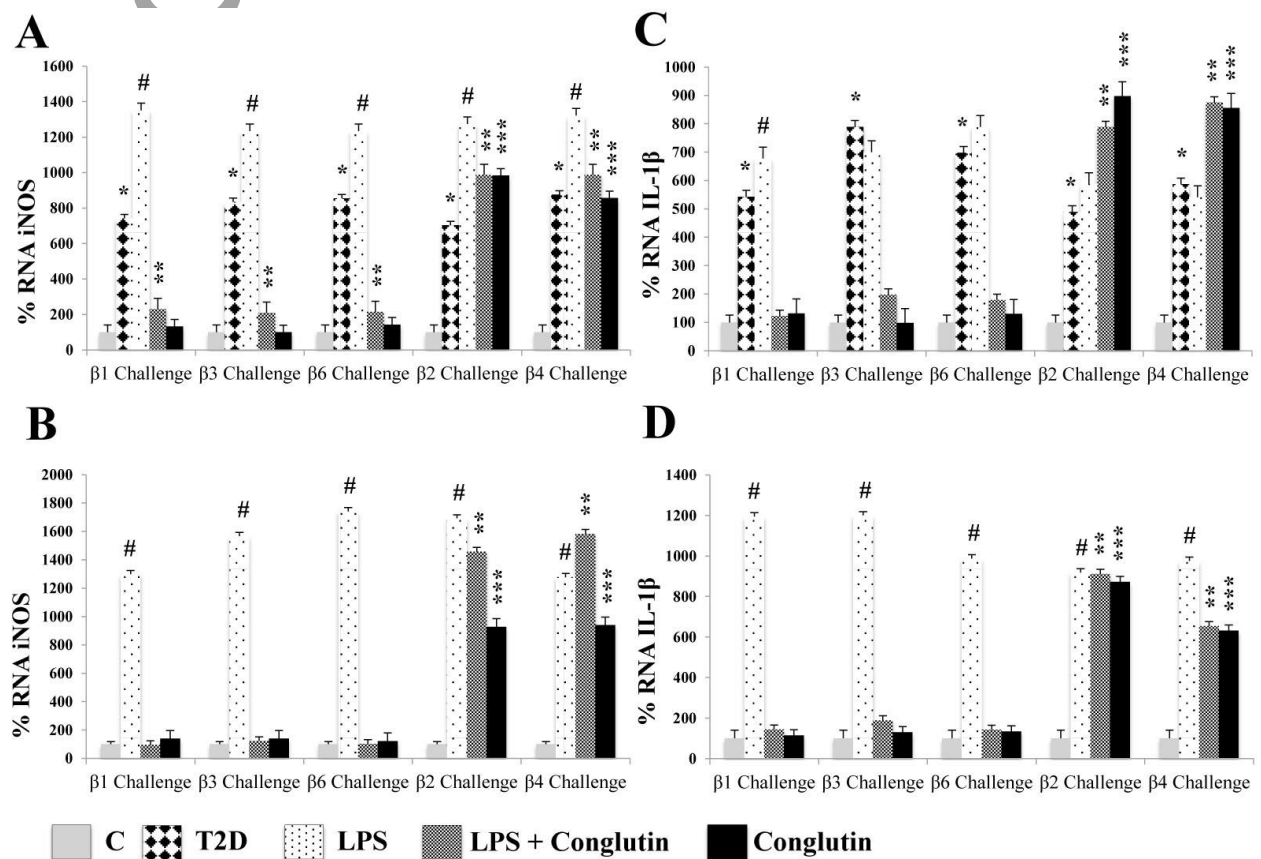 A
% RNA iNOS
1600
1400
1200
1000
800
600
400
200
0
* # **
* # **
* # **
* # ** ***
* # ** ***
β1 Challenge β3 Challenge β6 Challenge β2 Challenge β4 Challenge
C
% RNA IL-1β
1000
900
800
700
600
500
400
300
200
100
0
* #
*
*
* ** ***
* ** ***
β1 Challenge β3 Challenge β6 Challenge β2 Challenge β4 Challenge
B
% RNA iNOS
2000
1800
1600
1400
1200
1000
800
600
400
200
0
#
#
#
# ** ***
# ** ***
β1 Challenge β3 Challenge β6 Challenge β2 Challenge β4 Challenge
D
% RNA IL-1β
1400
1200
1000
800
600
400
200
0
#
#
#
# ** ***
# ** ***
β1 Challenge β3 Challenge β6 Challenge β2 Challenge β4 Challenge
C T2D LPS LPS + Conglutin Conglutin